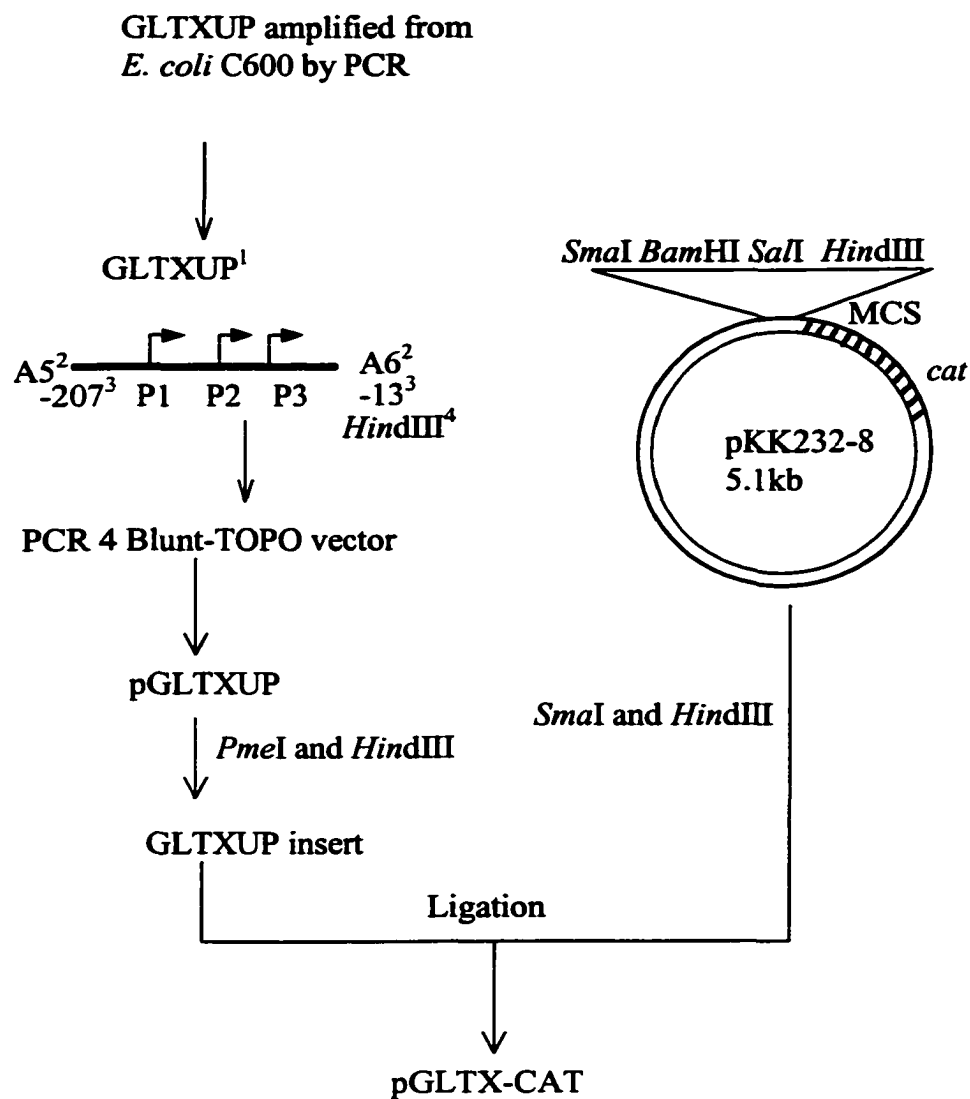 GLTXUP amplified from
E. coli C600 by PCR
GLTXUP¹
A5²
-207³ P1 P2 P3
A6²
-13³
HindIII⁴
PCR 4 Blunt-TOPO vector
pGLTXUP
PmeI and HindIII
GLTXUP insert
SmaI BamHI SalI HindIII
MCS
cat
pKK232-8
5.1kb
SmaI and HindIII
Ligation
pGLTX-CAT